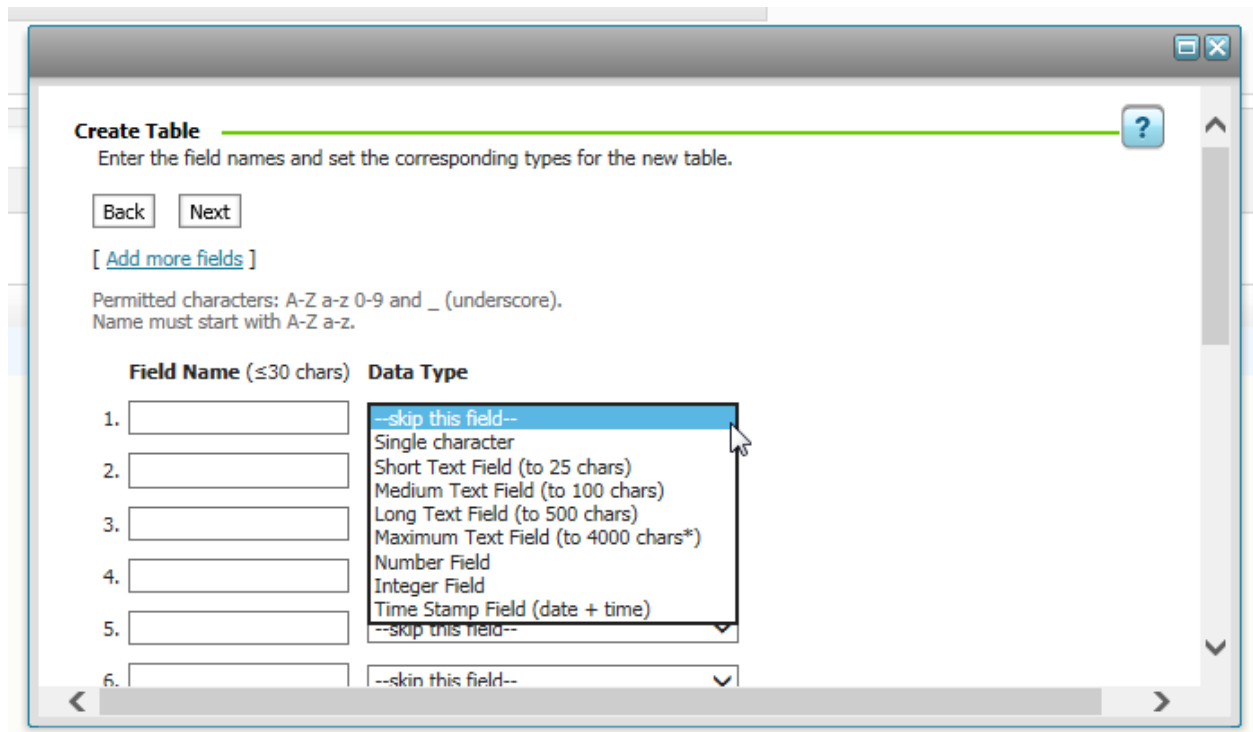 ?
Create Table
Enter the field names and set the corresponding types for the new table.
Back Next
[ Add more fields ]
Permitted characters: A-Z a-z 0-9 and _ (underscore).
Name must start with A-Z a-z.
Field Name (≤30 chars) Data Type
1. --skip this field--
Single character
2. Short Text Field (to 25 chars)
Medium Text Field (to 100 chars)
3. Long Text Field (to 500 chars)
Maximum Text Field (to 4000 chars*)
Number Field
4. Integer Field
Time Stamp Field (date + time)
5. --skip this field--
6. --skip this field--